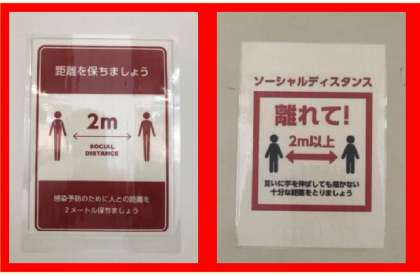 距離を保ちましょう
2m
SOCIAL
DISTANCE
感染予防のために人との距離を
2メートル保ちましょう
ソーシャルディスタンス
離れて!
2m以上
互いに手を伸ばしても届かない
十分な距離をとりましょう